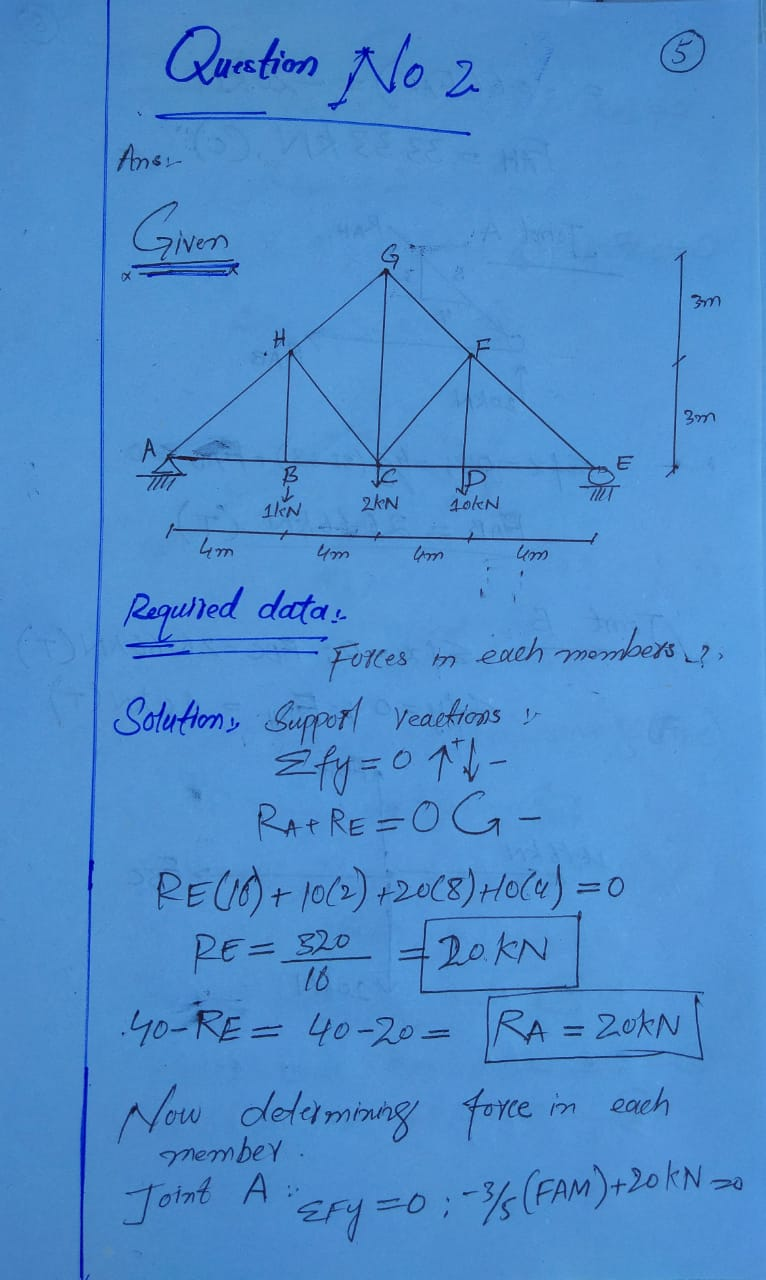 Question No 2
5
Ans:-
Given
G
3m
H
F
3m
A
B
C
D
E
1kN
2kN
10kN
4m
4m
4m
4m
Required data:-
Forces in each members ?,
Solution:, Support reactions :-
Σfy = 0 ↑+↓-
RA + RE = 0 G -
RE(16) + 10(2) + 20(8) + 10(4) = 0
RE = 320/16 = 20 kN
40-RE = 40-20 = RA = 20kN
Now determining force in each
member.
Joint A :- ΣFy = 0 ; -3/5 (FAM) + 20kN = 0